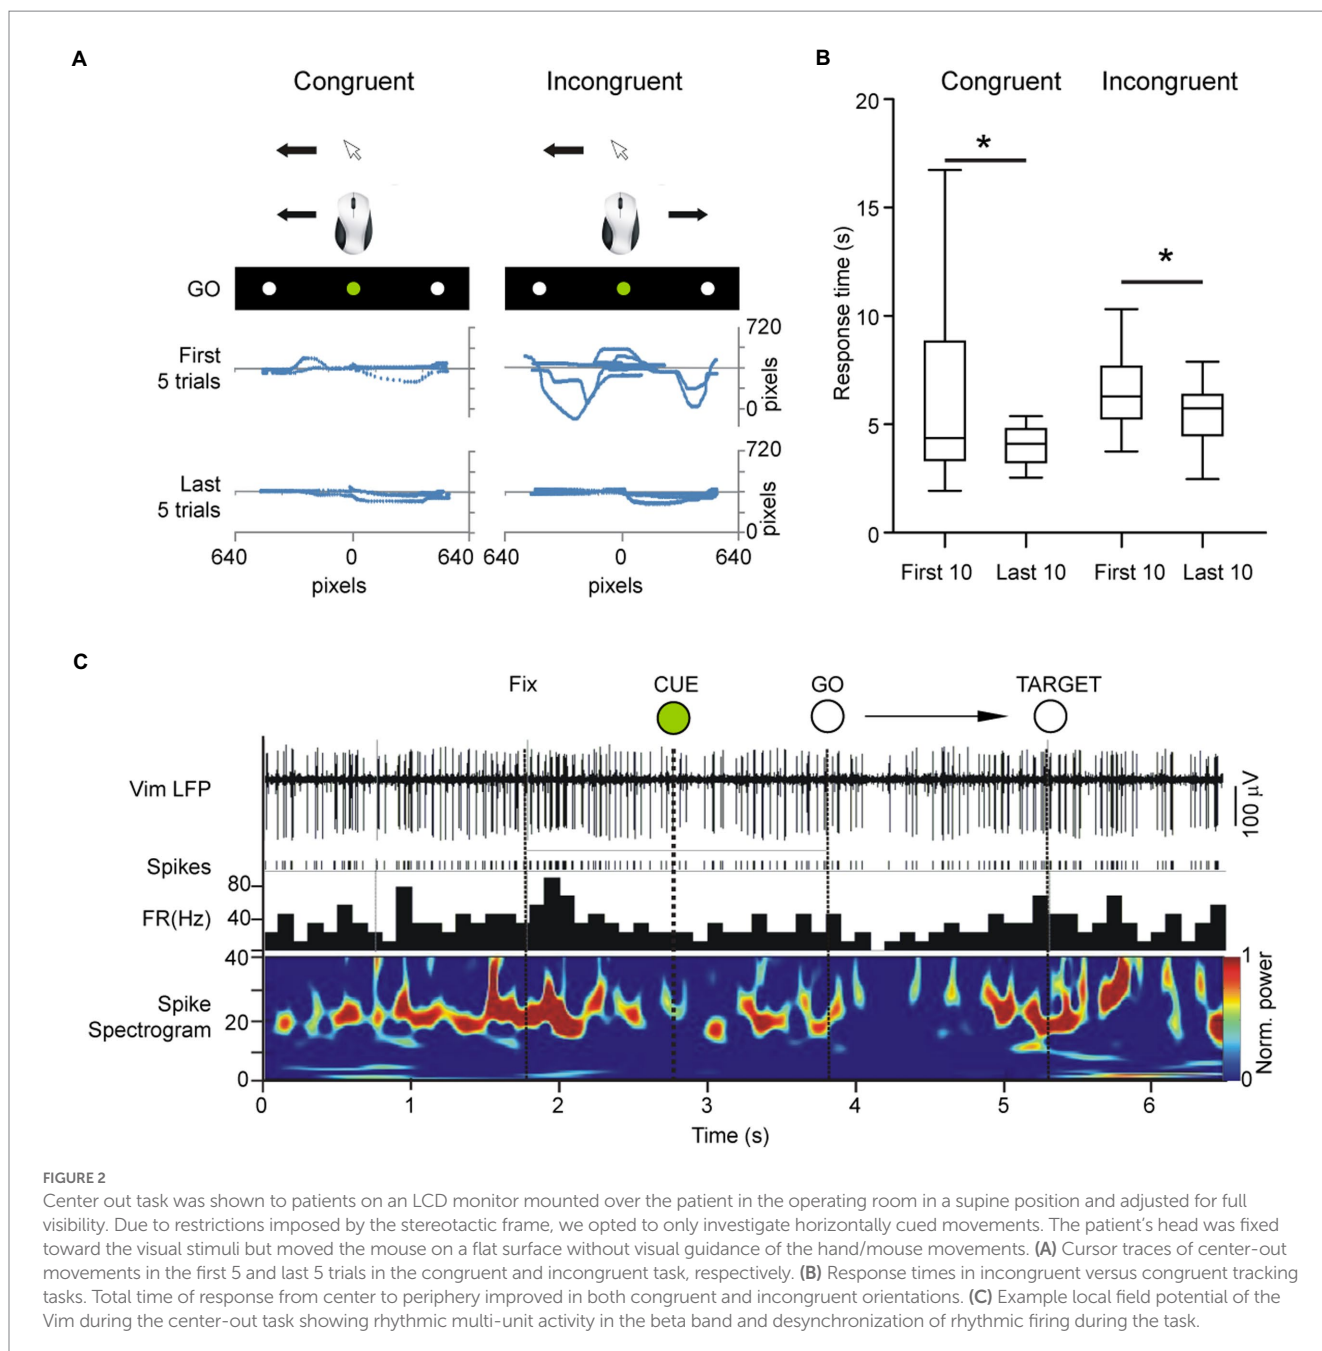 A
Congruent
Incongruent
GO
First
5 trials
720
0
pixels
Last
5 trials
720
0
pixels
640
0
640
640
0
640
pixels
pixels
B
Congruent
Incongruent
*
*
Response time (s)
20
15
10
5
0
First 10
Last 10
First 10
Last 10
C
Fix
CUE
GO
TARGET
Vim LFP
100 µV
Spikes
FR(Hz)
80
40
Spike
Spectrogram
40
20
0
1
0
Norm. power
0
1
2
3
4
5
6
Time (s)
FIGURE 2
Center out task was shown to patients on an LCD monitor mounted over the patient in the operating room in a supine position and adjusted for full
visibility. Due to restrictions imposed by the stereotactic frame, we opted to only investigate horizontally cued movements. The patient's head was fixed
toward the visual stimuli but moved the mouse on a flat surface without visual guidance of the hand/mouse movements. (A) Cursor traces of center-out
movements in the first 5 and last 5 trials in the congruent and incongruent task, respectively. (B) Response times in incongruent versus congruent tracking
tasks. Total time of response from center to periphery improved in both congruent and incongruent orientations. (C) Example local field potential of the
Vim during the center-out task showing rhythmic multi-unit activity in the beta band and desynchronization of rhythmic firing during the task.